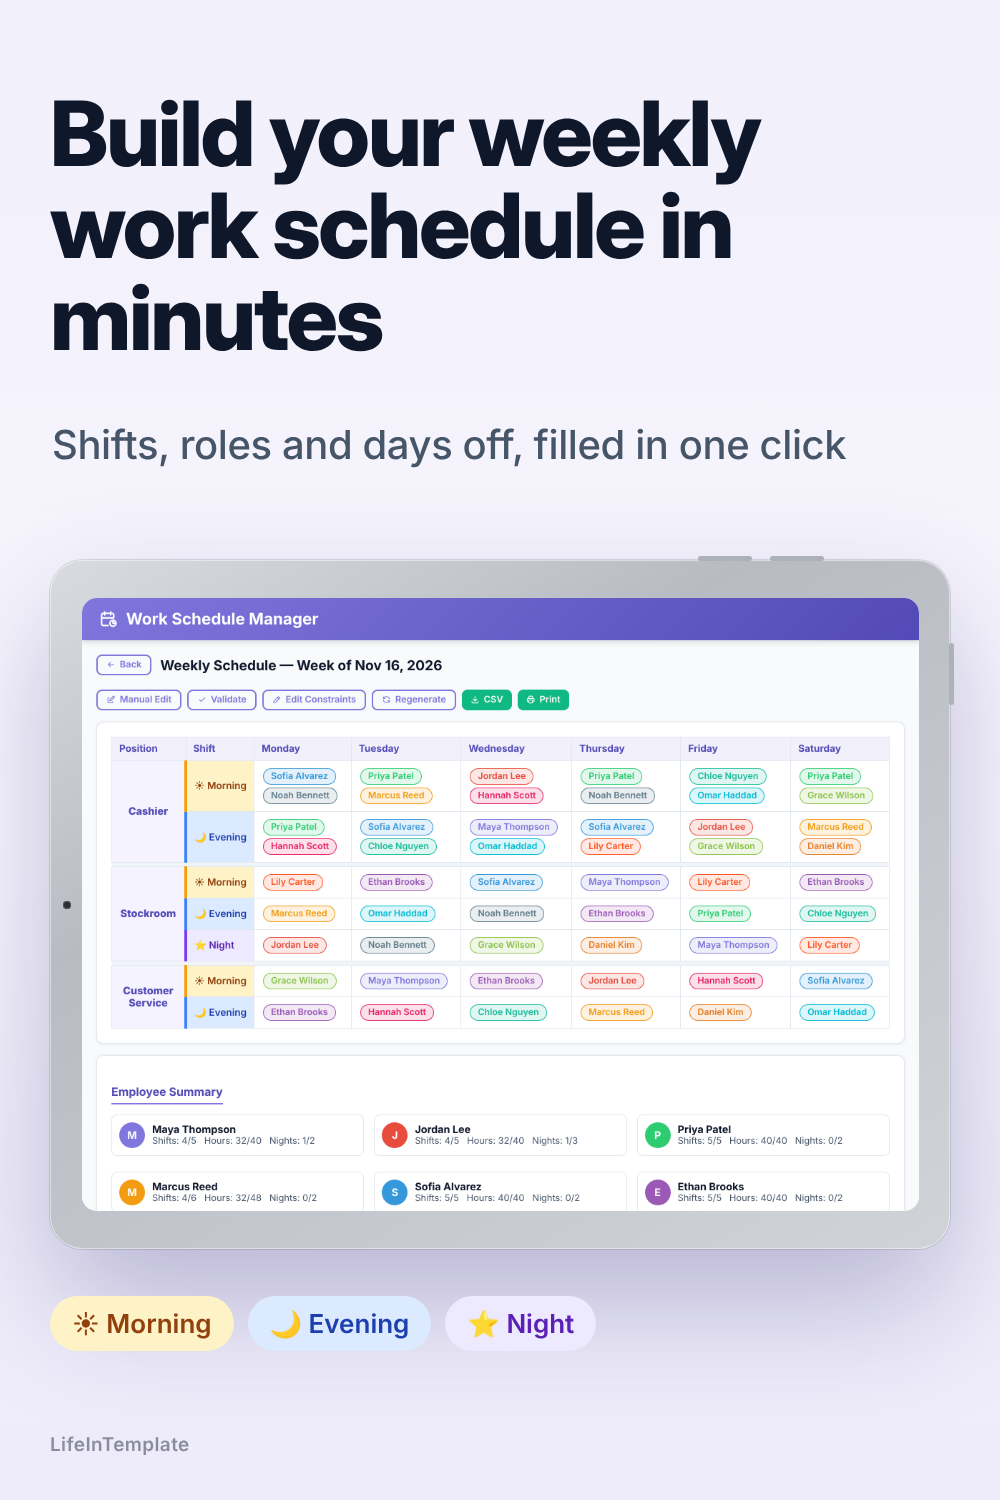 Build your weekly
work schedule in
minutes
Shifts, roles and days off, filled in one click
Work Schedule Manager
← Back Weekly Schedule — Week of Nov 16, 2026
Manual Edit Validate Edit Constraints Regenerate CSV Print
Position Shift Monday Tuesday Wednesday Thursday Friday Saturday
Cashier
☀ Morning Sofia Alvarez Priya Patel Jordan Lee Priya Patel Chloe Nguyen Priya Patel
Noah Bennett Marcus Reed Hannah Scott Noah Bennett Omar Haddad Grace Wilson
🌙 Evening Priya Patel Sofia Alvarez Maya Thompson Sofia Alvarez Jordan Lee Marcus Reed
Hannah Scott Chloe Nguyen Omar Haddad Lily Carter Grace Wilson Daniel Kim
Stockroom
☀ Morning Lily Carter Ethan Brooks Sofia Alvarez Maya Thompson Lily Carter Ethan Brooks
🌙 Evening Marcus Reed Omar Haddad Noah Bennett Ethan Brooks Priya Patel Chloe Nguyen
⭐ Night Jordan Lee Noah Bennett Grace Wilson Daniel Kim Maya Thompson Lily Carter
Customer
Service
☀ Morning Grace Wilson Maya Thompson Ethan Brooks Jordan Lee Hannah Scott Sofia Alvarez
🌙 Evening Ethan Brooks Hannah Scott Chloe Nguyen Marcus Reed Daniel Kim Omar Haddad
Employee Summary
M Maya Thompson
Shifts: 4/5 Hours: 32/40 Nights: 1/2
J Jordan Lee
Shifts: 4/5 Hours: 32/40 Nights: 1/3
P Priya Patel
Shifts: 5/5 Hours: 40/40 Nights: 0/2
M Marcus Reed
Shifts: 4/6 Hours: 32/48 Nights: 0/2
S Sofia Alvarez
Shifts: 5/5 Hours: 40/40 Nights: 0/2
E Ethan Brooks
Shifts: 5/5 Hours: 40/40 Nights: 0/2
☀ Morning 🌙 Evening ⭐ Night
LifeInTemplate